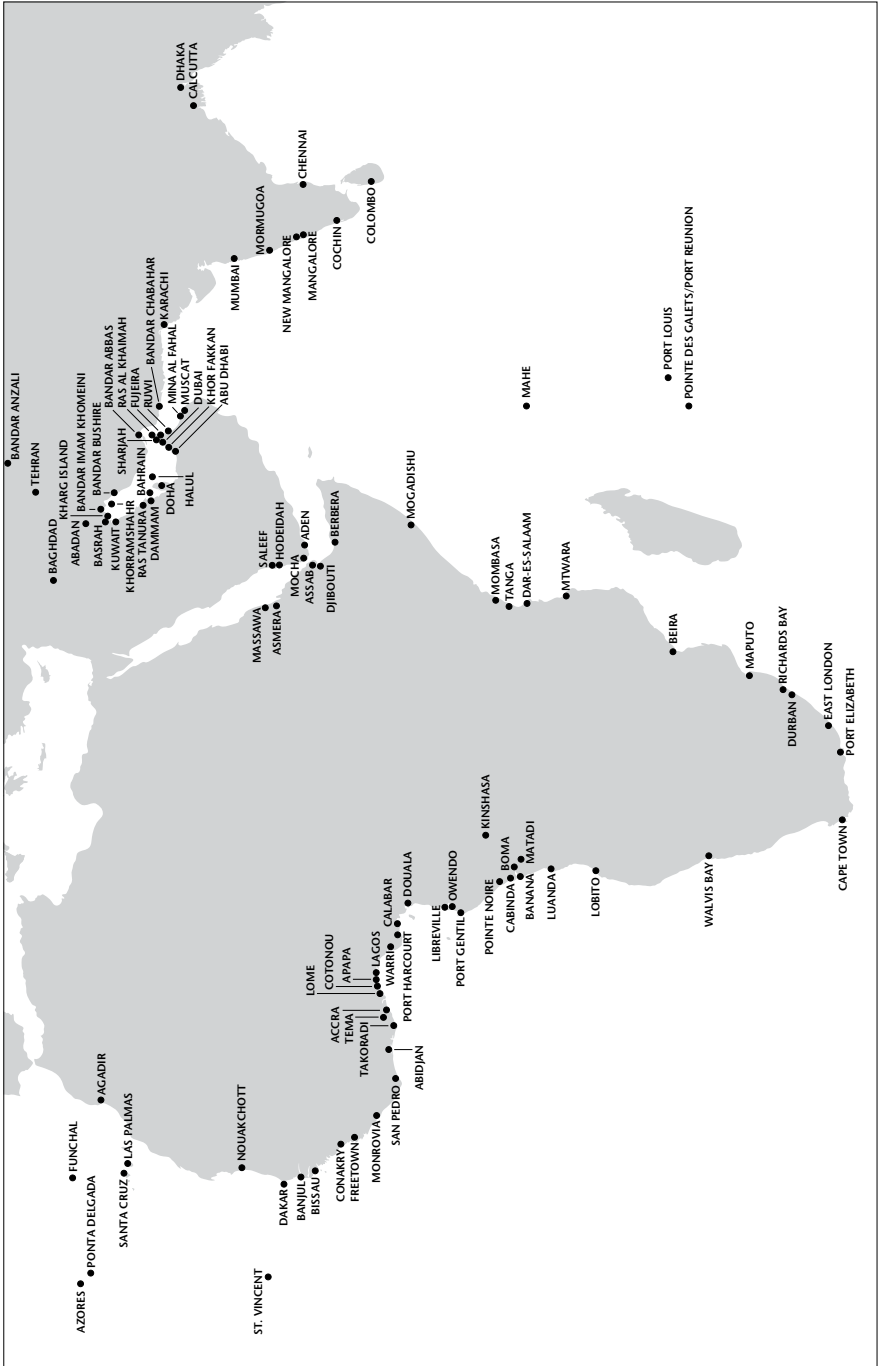 AZORES
PONTA DELGADA
FUNCHAL
SANTA CRUZ
LAS PALMAS
AGADIR
NOUAKCHOTT
ST. VINCENT
DAKAR
BANJUL
BISSAU
CONAKRY
FREETOWN
MONROVIA
SAN PEDRO
ABIDJAN
TAKORADI
TEMA
ACCRA
LOME
COTONOU
APAPA
LAGOS
WARRI
PORT HARCOURT
CALABAR
DOUALA
LIBREVILLE
OWENDO
PORT GENTIL
POINTE NOIRE
KINSHASA
CABINDA
BOMA
BANANA
MATADI
LUANDA
LOBITO
WALVIS BAY
CAPE TOWN
PORT ELIZABETH
EAST LONDON
DURBAN
RICHARDS BAY
MAPUTO
BEIRA
MTWARA
DAR-ES-SALAAM
TANGA
MOMBASA
MOGADISHU
BERBERA
DJIBOUTI
ASSAB
ADEN
MOCHA
HODEIDAH
SALEEF
ASMERA
MASSAWA
BAGHDAD
TEHRAN
BANDAR ANZALI
ABADAN
KHARG ISLAND
BANDAR IMAM KHOMEINI
BANDAR BUSHIRE
BASRAH
KUWAIT
KHORRAMSHAHR
RAS TANURA
DAMMAM
BAHRAIN
DOHA
HALUL
SHARJAH
BANDAR ABBAS
RAS AL KHAIMAH
FUJEIRA
RUWI
BANDAR CHABAHAR
MINA AL FAHAL
MUSCAT
DUBAI
KHOR FAKKAN
ABU DHABI
KARACHI
MUMBAI
MORMUGOA
NEW MANGALORE
MANGALORE
COCHIN
COLOMBO
CHENNAI
CALCUTTA
DHAKA
MAHE
PORT LOUIS
POINTE DES GALETS/PORT REUNION